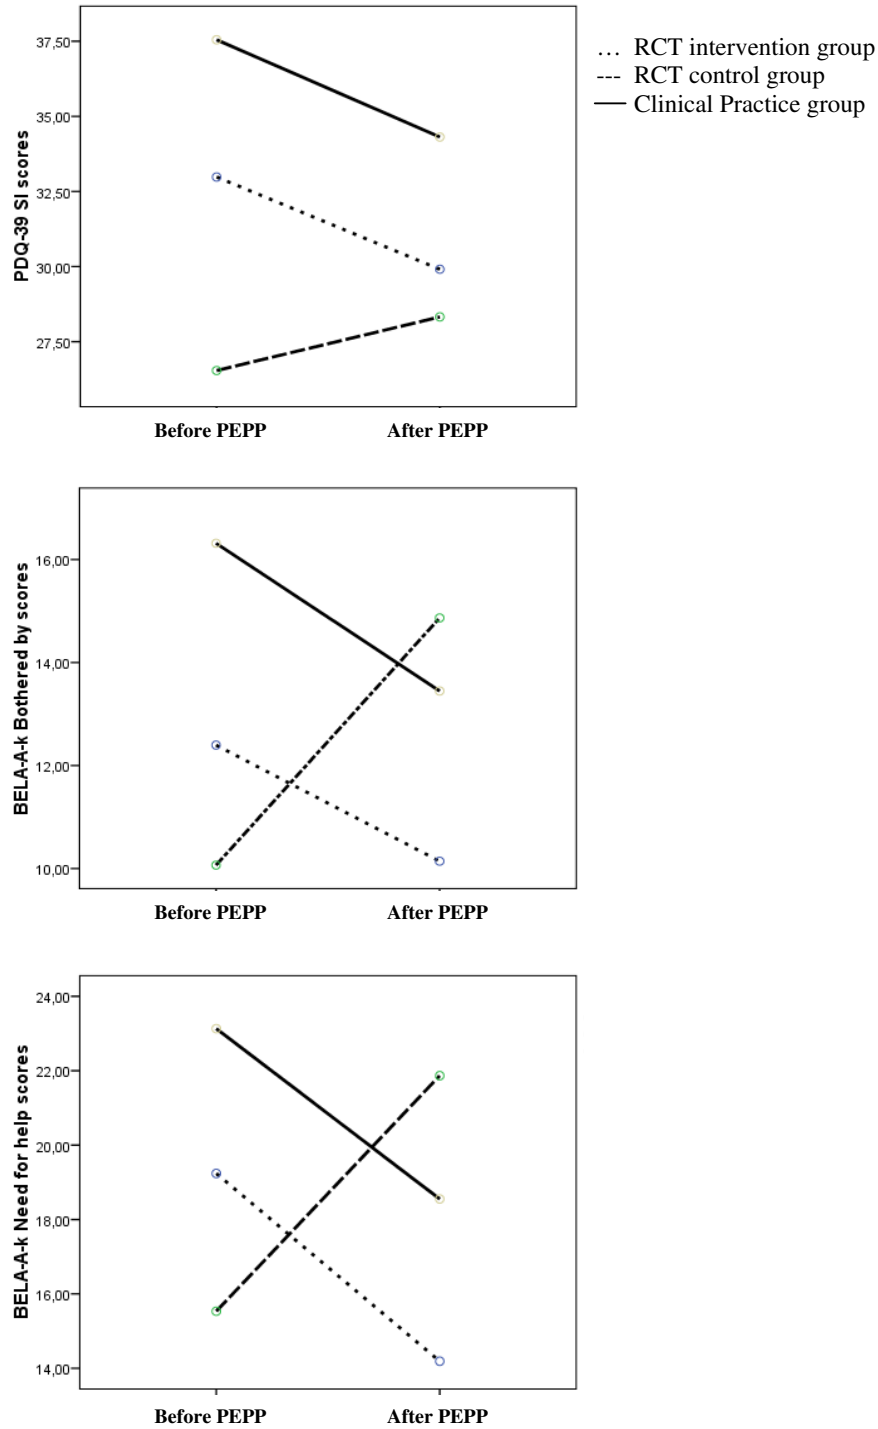 37,50
35,00
32,50
30,00
27,50
PDQ-39 SI scores
Before PEPP After PEPP
... RCT intervention group
--- RCT control group
Clinical Practice group
16,00
14,00
12,00
10,00
BELA-A-k Bothered by scores
Before PEPP After PEPP
24,00
22,00
20,00
18,00
16,00
14,00
BELA-A-k Need for help scores
Before PEPP After PEPP